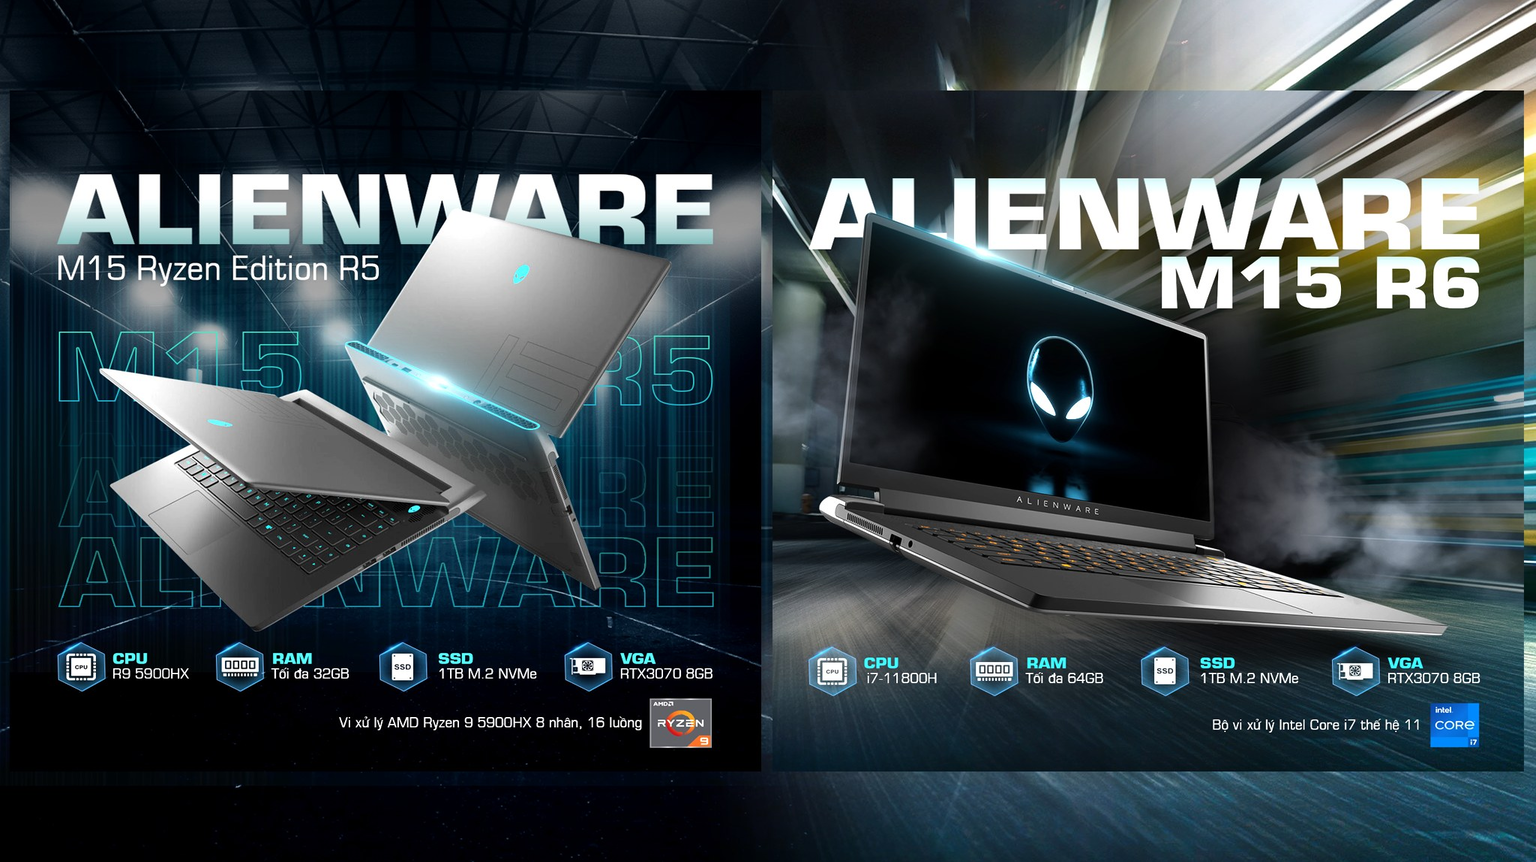 ALIENWARE
M15 Ryzen Edition R5
M15 R5
ALIENWARE
CPU
R9 5900HX
RAM
Tối đa 32GB
SSD
1TB M.2 NVMe
VGA
RTX3070 8GB
Vi xử lý AMD Ryzen 9 5900HX 8 nhân, 16 luồng
AMD
RYZEN
9
ALIENWARE
M15 R6
ALIENWARE
CPU
i7-11800H
RAM
Tối đa 64GB
SSD
1TB M.2 NVMe
VGA
RTX3070 8GB
Bộ vi xử lý Intel Core i7 thế hệ 11
intel.
CORE
i7